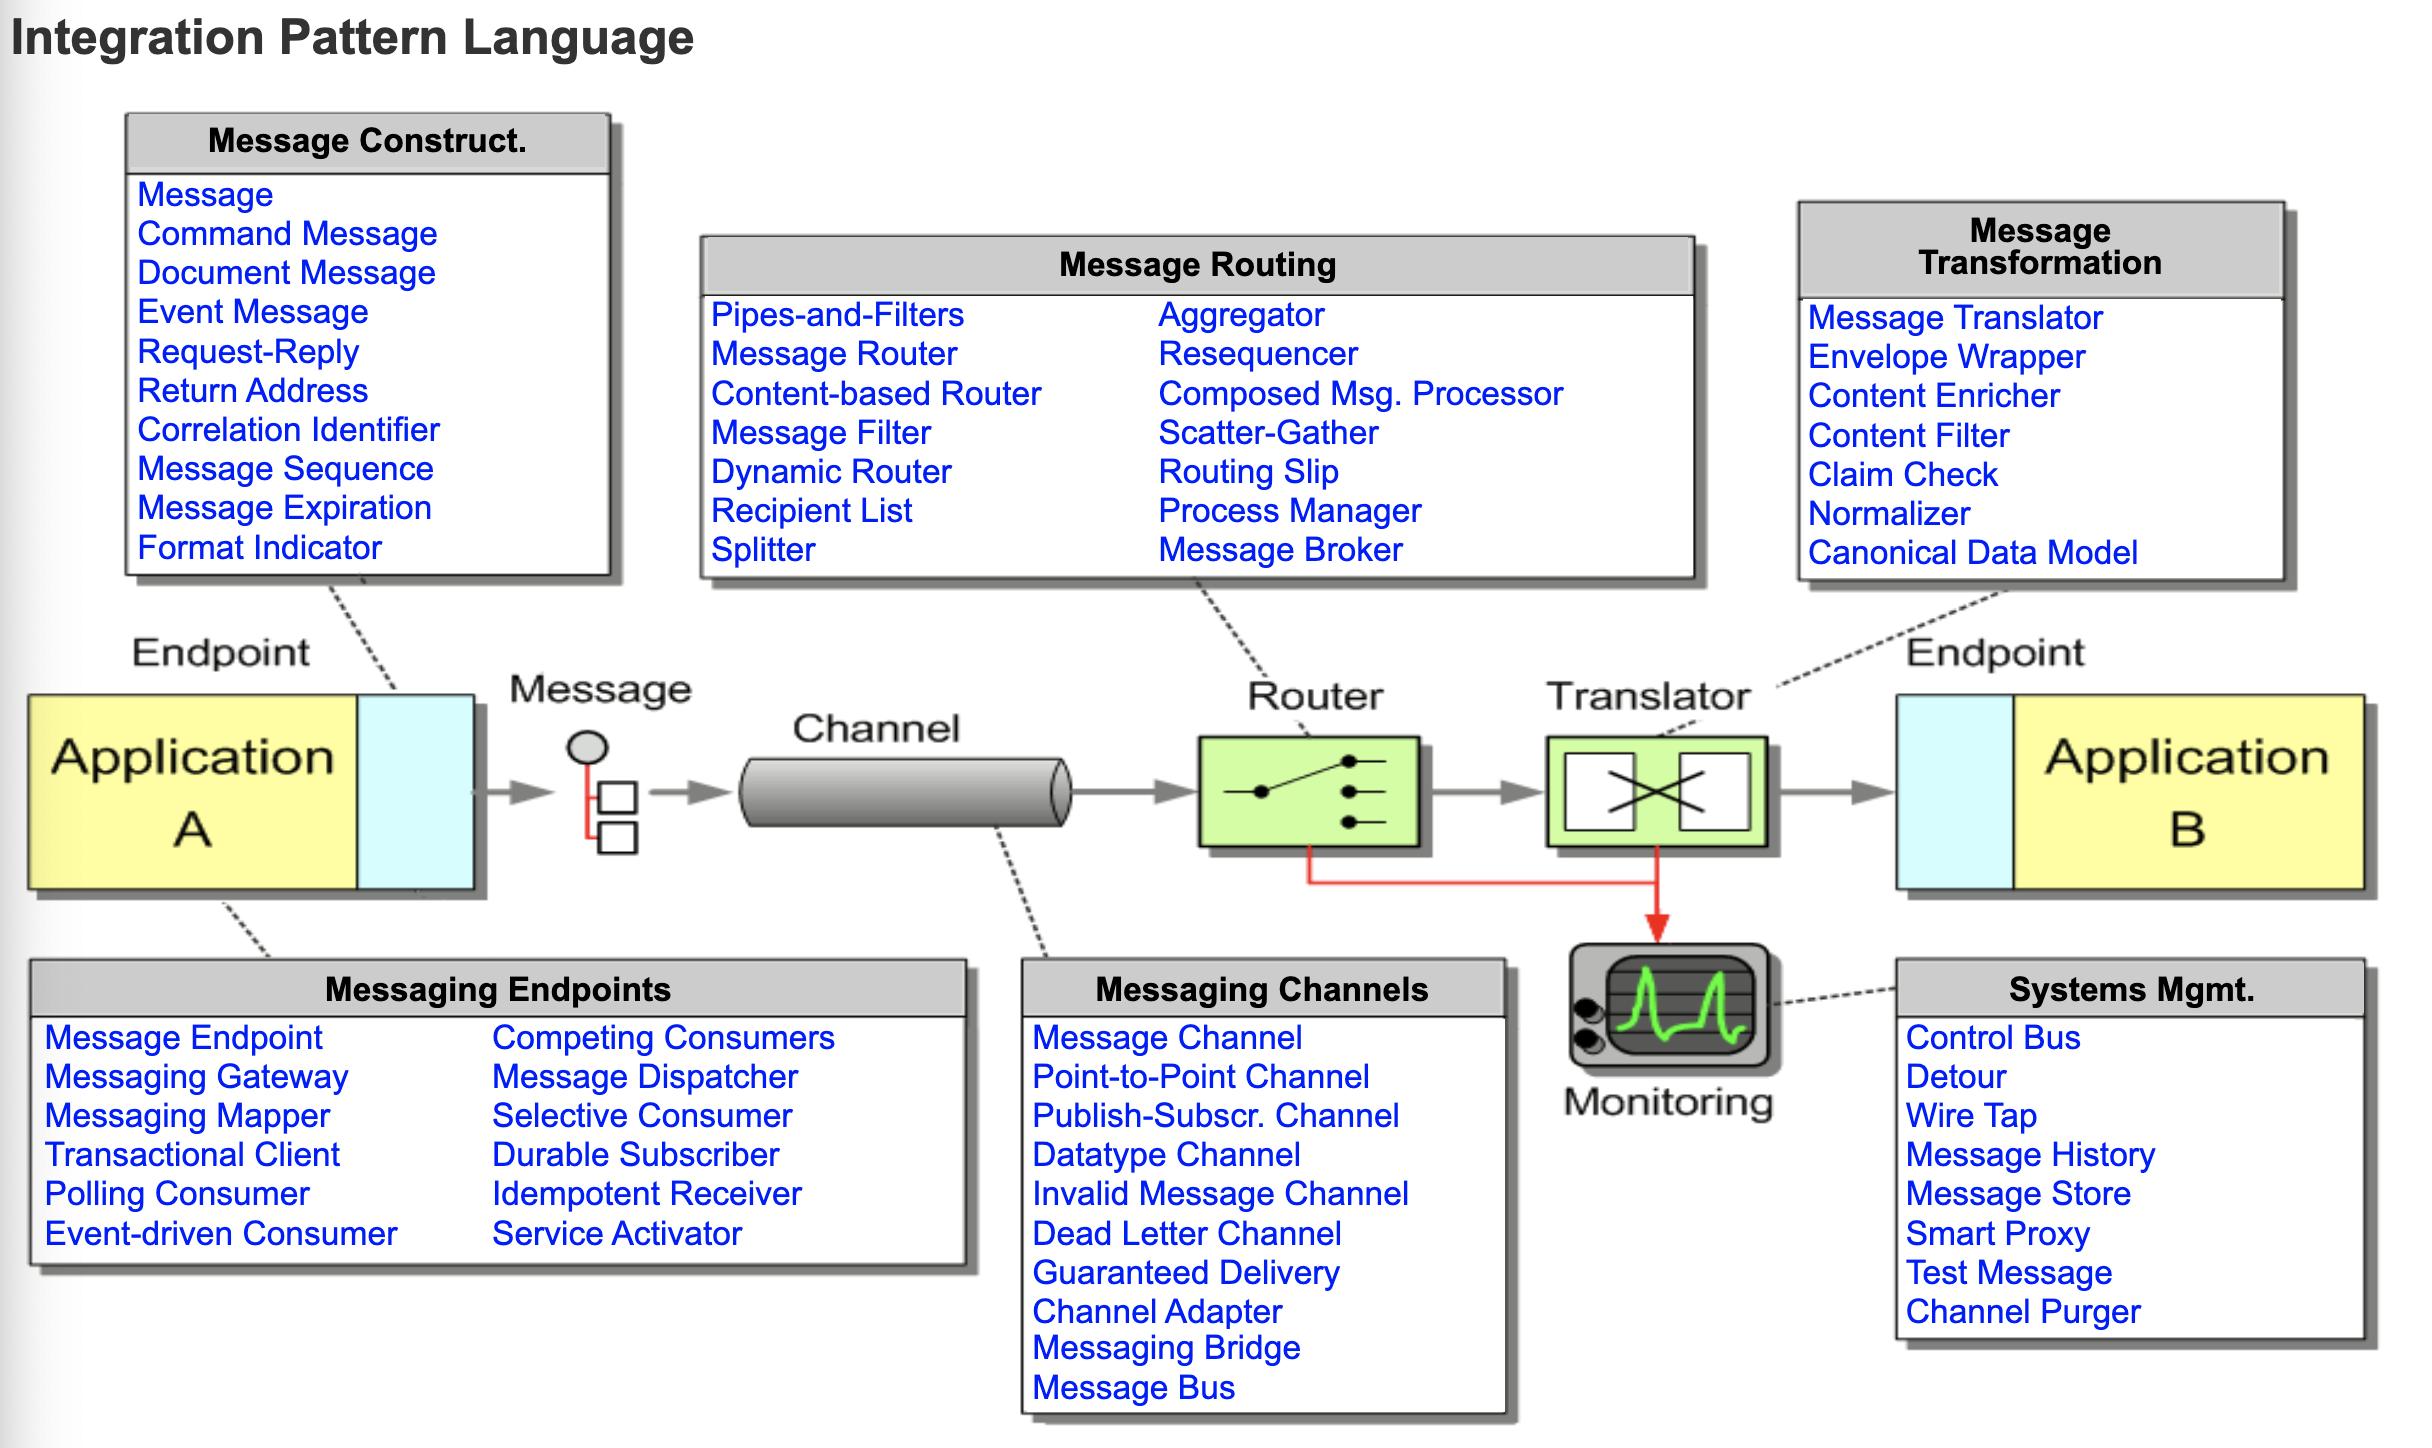 Integration Pattern Language
Message Construct.
Message
Command Message
Document Message
Event Message
Request-Reply
Return Address
Correlation Identifier
Message Sequence
Message Expiration
Format Indicator
Message Routing
Pipes-and-Filters
Message Router
Content-based Router
Message Filter
Dynamic Router
Recipient List
Splitter
Aggregator
Resequencer
Composed Msg. Processor
Scatter-Gather
Routing Slip
Process Manager
Message Broker
Message
Transformation
Message Translator
Envelope Wrapper
Content Enricher
Content Filter
Claim Check
Normalizer
Canonical Data Model
Endpoint
Application
A
Message
Channel
Router
Translator
Endpoint
Application
B
Messaging Endpoints
Message Endpoint
Messaging Gateway
Messaging Mapper
Transactional Client
Polling Consumer
Event-driven Consumer
Competing Consumers
Message Dispatcher
Selective Consumer
Durable Subscriber
Idempotent Receiver
Service Activator
Messaging Channels
Message Channel
Point-to-Point Channel
Publish-Subscr. Channel
Datatype Channel
Invalid Message Channel
Dead Letter Channel
Guaranteed Delivery
Channel Adapter
Messaging Bridge
Message Bus
Monitoring
Systems Mgmt.
Control Bus
Detour
Wire Tap
Message History
Message Store
Smart Proxy
Test Message
Channel Purger